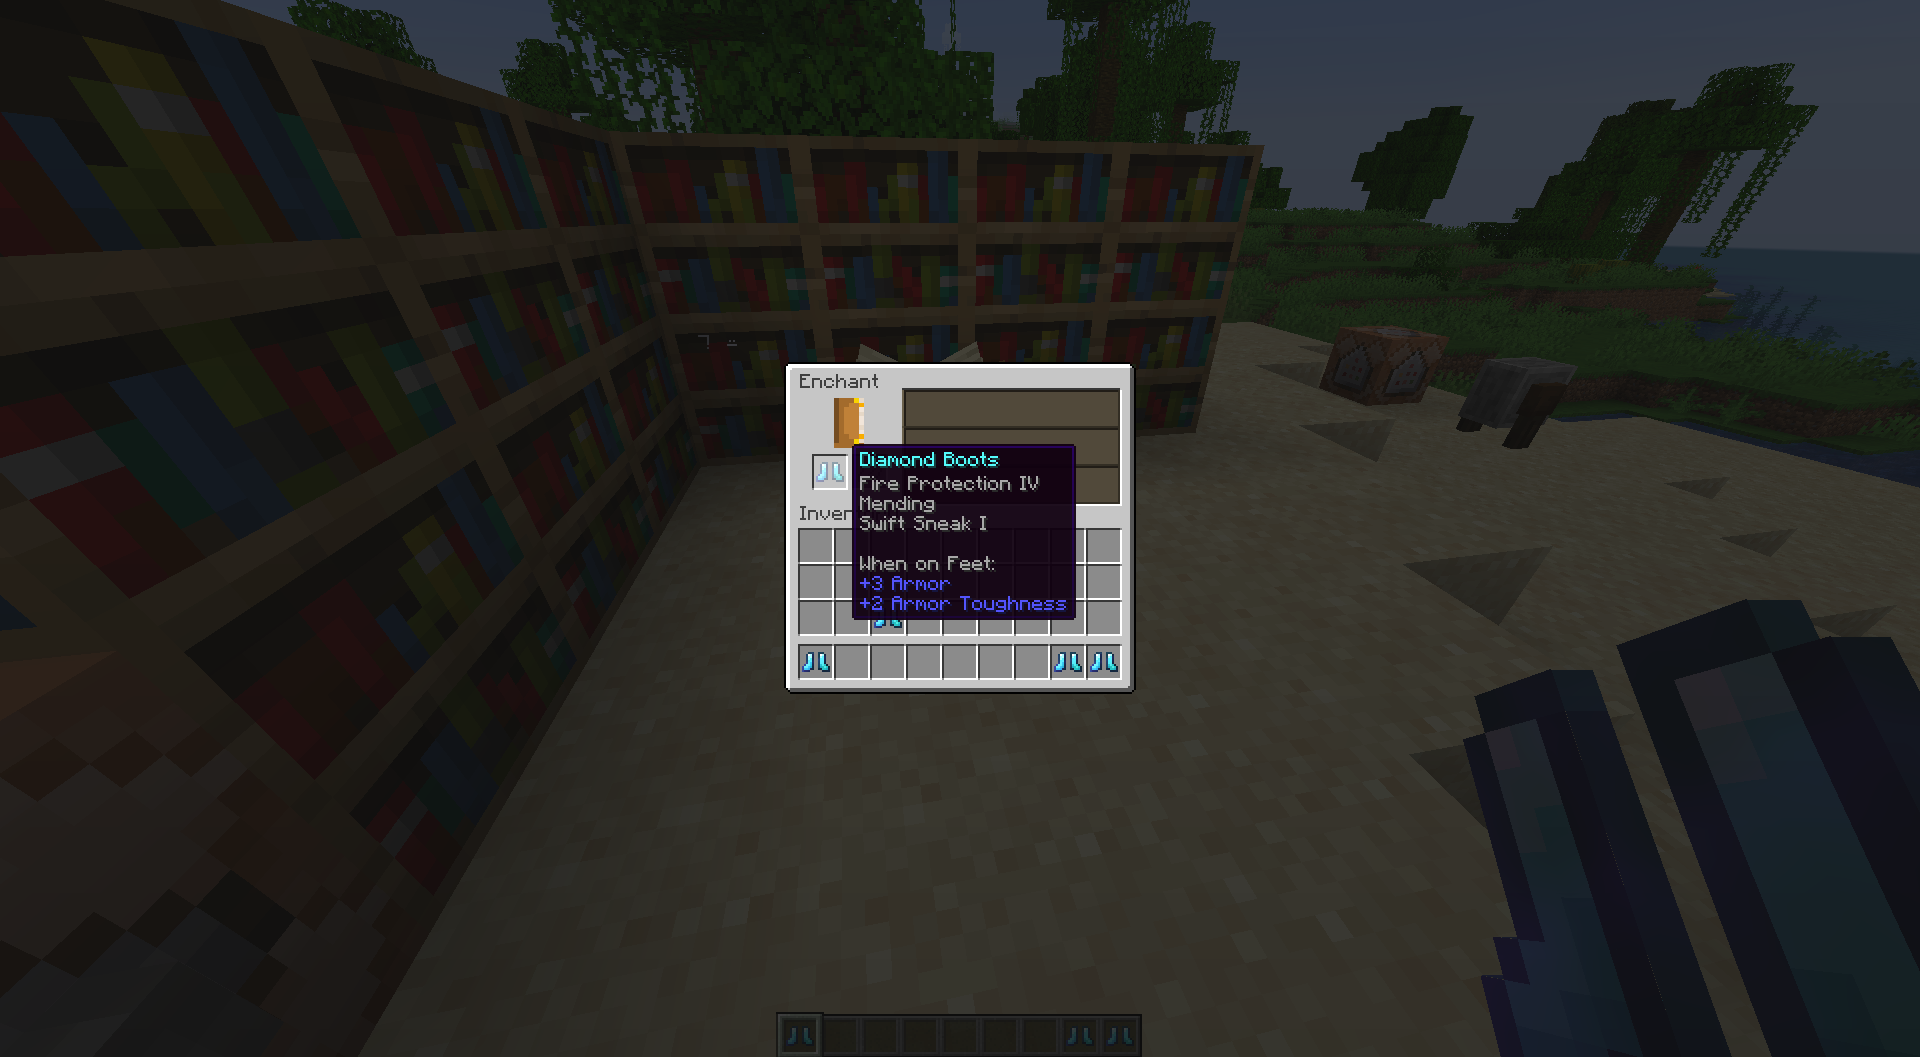 Enchant
Diamond Boots
Fire Protection IV
Mending
Swift Sneak I
Inven
When on Feet:
+3 Armor
+2 Armor Toughness